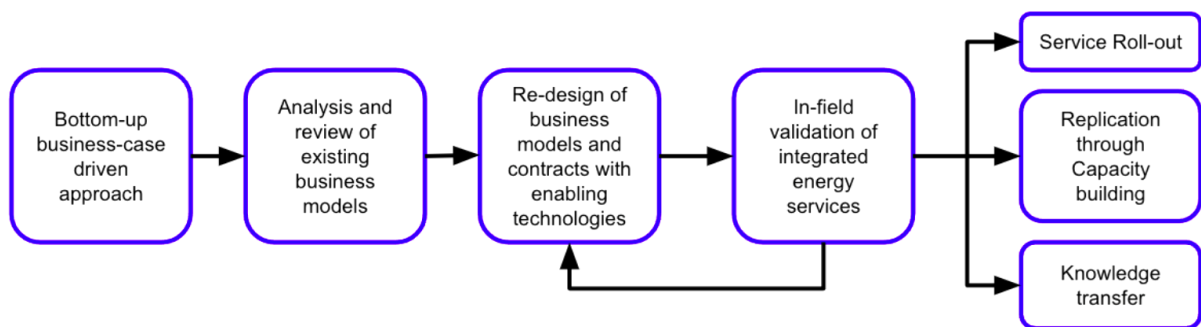 Bottom-up
business-case
driven
approach
Analysis and
review of
existing
business
models
Re-design of
business
models and
contracts with
enabling
technologies
In-field
validation of
integrated
energy
services
Service Roll-out
Replication
through
Capacity
building
Knowledge
transfer